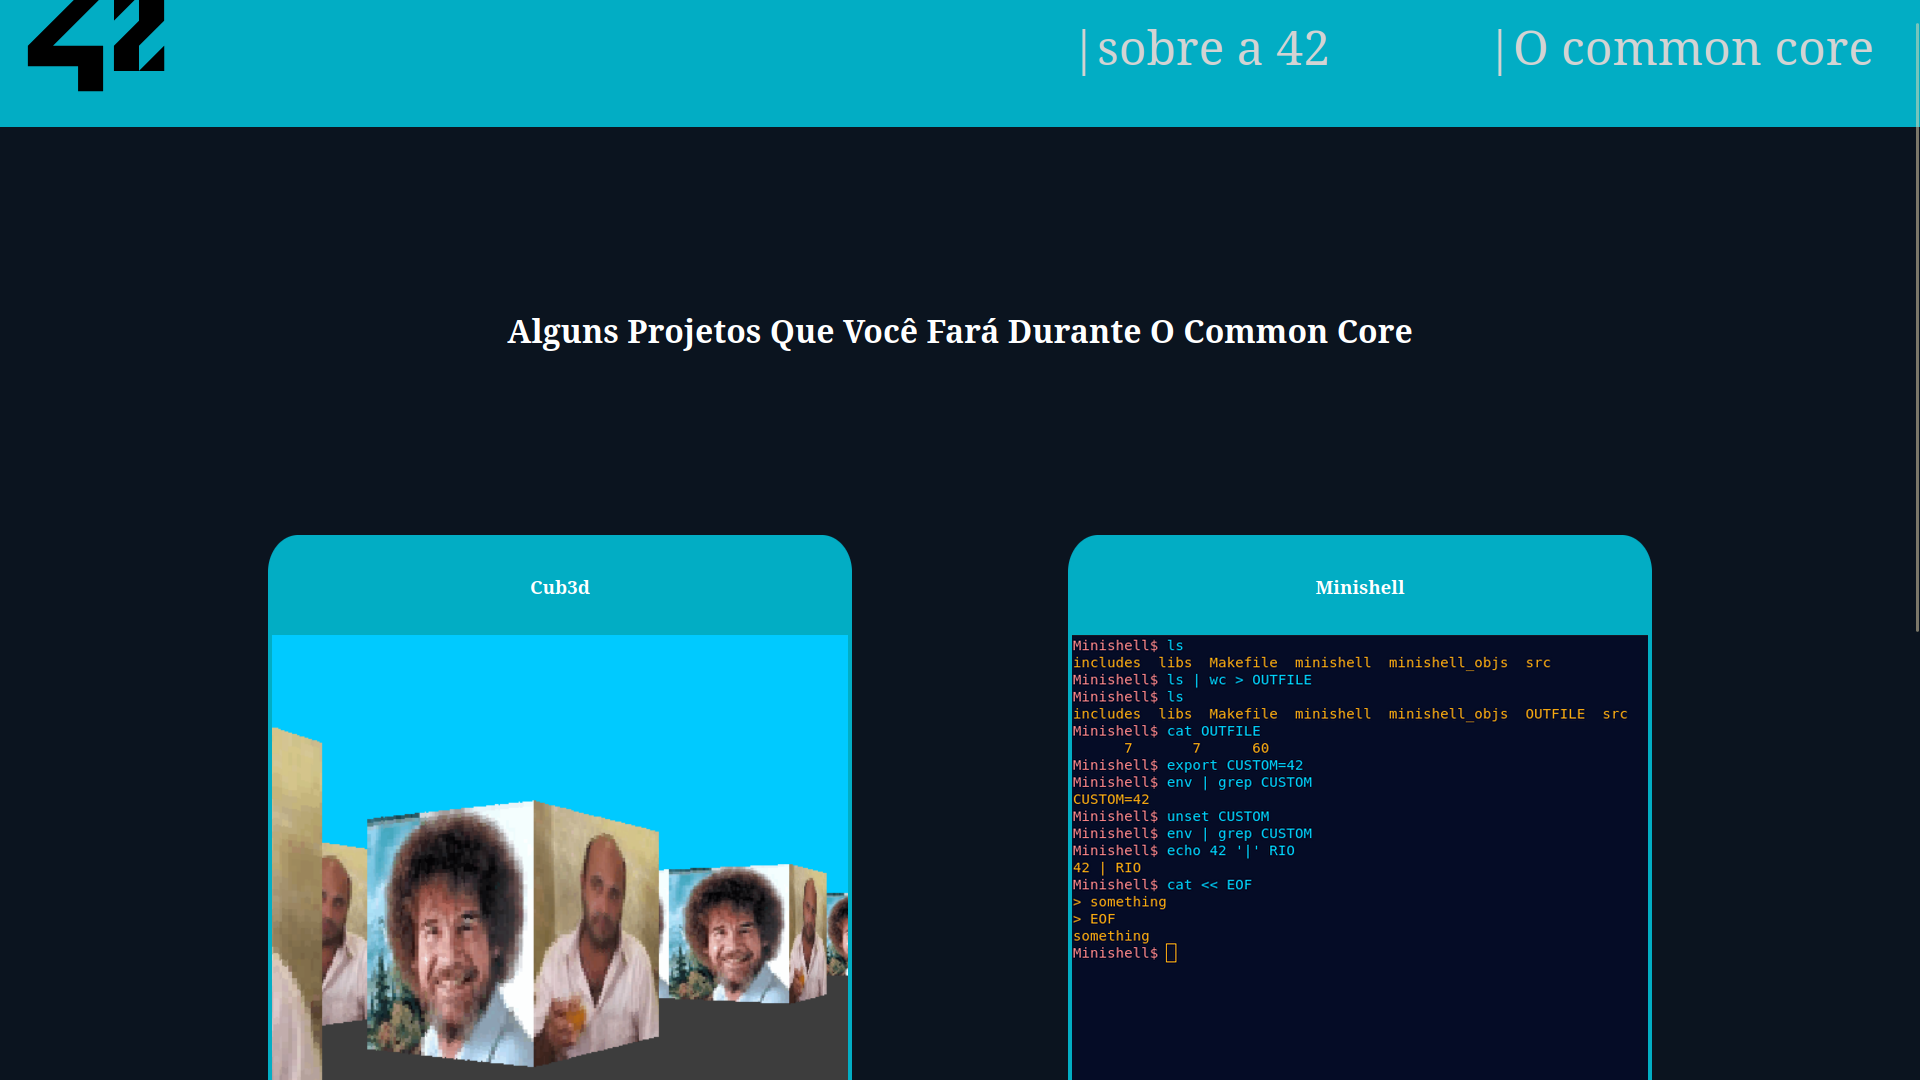 42
|sobre a 42
|O common core
Alguns Projetos Que Você Fará Durante O Common Core
Cub3d
Minishell
Minishell$ ls
includes  libs  Makefile  minishell  minishell_objs  src
Minishell$ ls | wc > OUTFILE
Minishell$ ls
includes  libs  Makefile  minishell  minishell_objs  OUTFILE  src
Minishell$ cat OUTFILE
      7       7      60
Minishell$ export CUSTOM=42
Minishell$ env | grep CUSTOM
CUSTOM=42
Minishell$ unset CUSTOM
Minishell$ env | grep CUSTOM
Minishell$ echo 42 '|' RIO
42 | RIO
Minishell$ cat << EOF
> something
> EOF
something
Minishell$